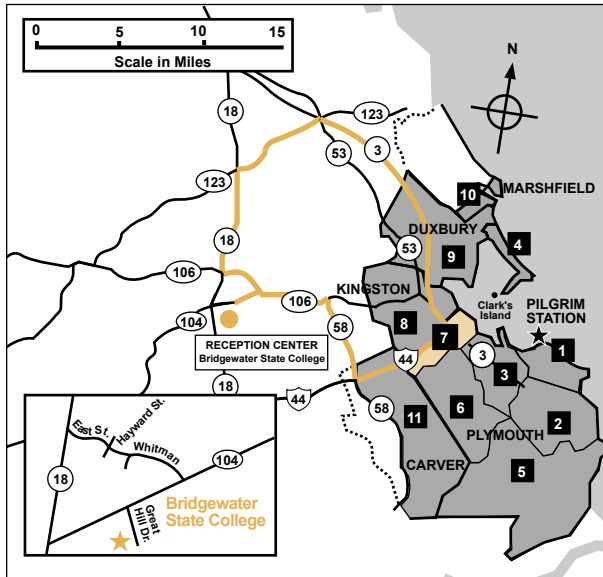 0 5 10 15
Scale in Miles
N
18
123
3
53
123
MARSHFIELD
10
DUXBURY
4
18
53
9
106
KINGSTON
Clark's
Island
106
PILGRIM
STATION
104
58
8
7
1
RECEPTION CENTER
Bridgewater State College
3
44
3
18
44
58
11
6
2
PLYMOUTH
CARVER
5
East St.
Hayward St.
Whitman
104
18
Great
Hill Dr.
Bridgewater
State College